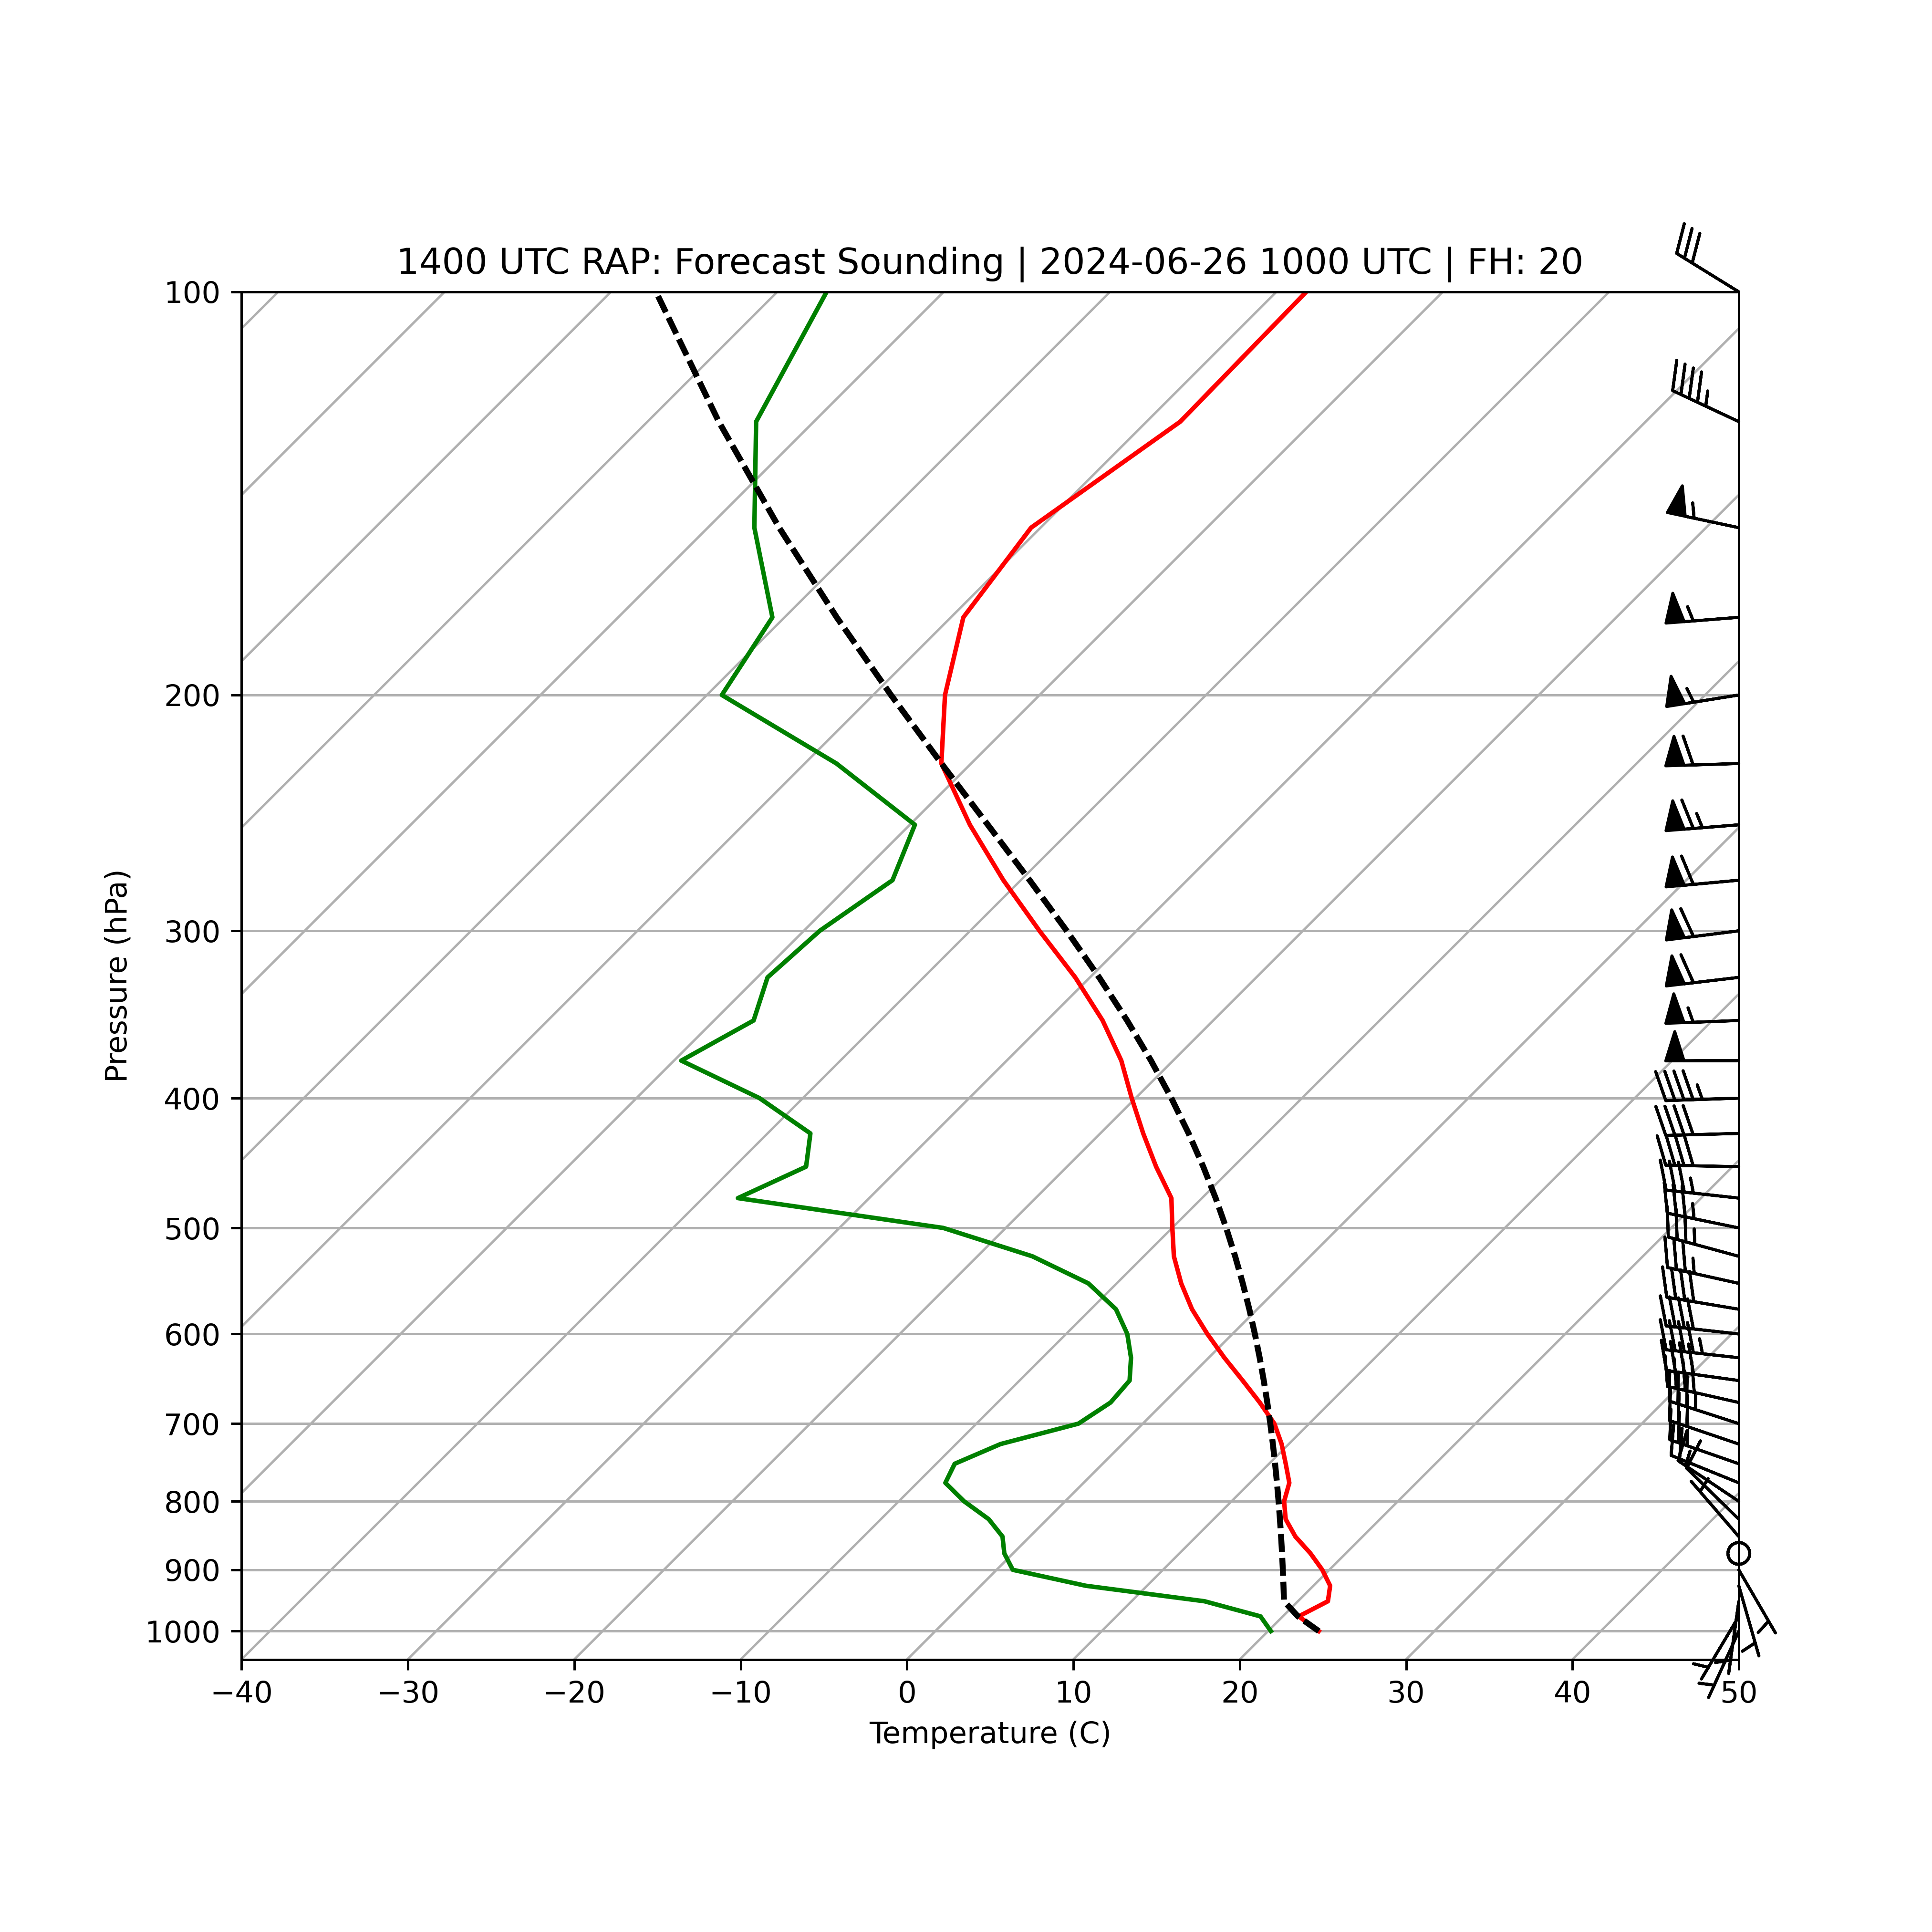 1400 UTC RAP: Forecast Sounding | 2024-06-26 1000 UTC | FH: 20
100
200
300
400
500
600
700
800
900
1000
Pressure (hPa)
−40 −30 −20 −10 0 10 20 30 40 50
Temperature (C)